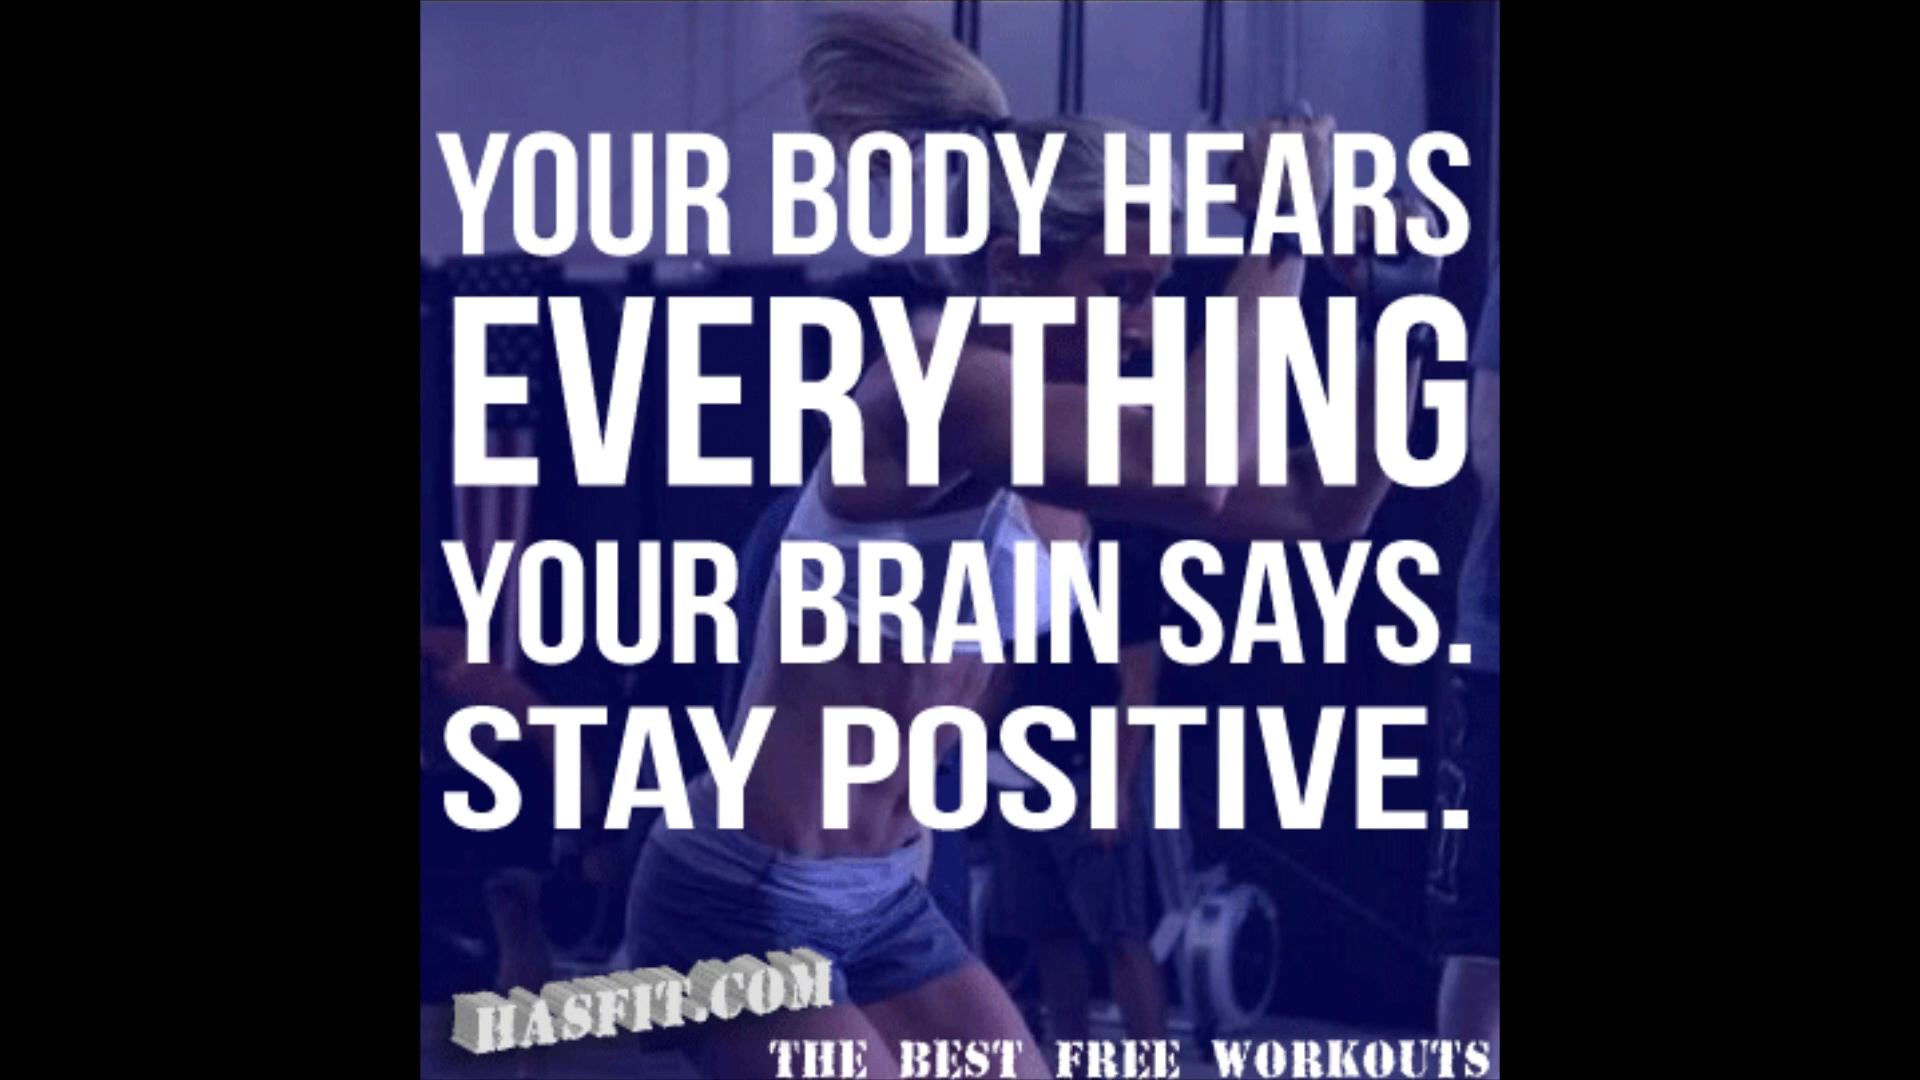 YOUR BODY HEARS
EVERYTHING
YOUR BRAIN SAYS.
STAY POSITIVE.
HASFIT.COM
THE BEST FREE WORKOUTS